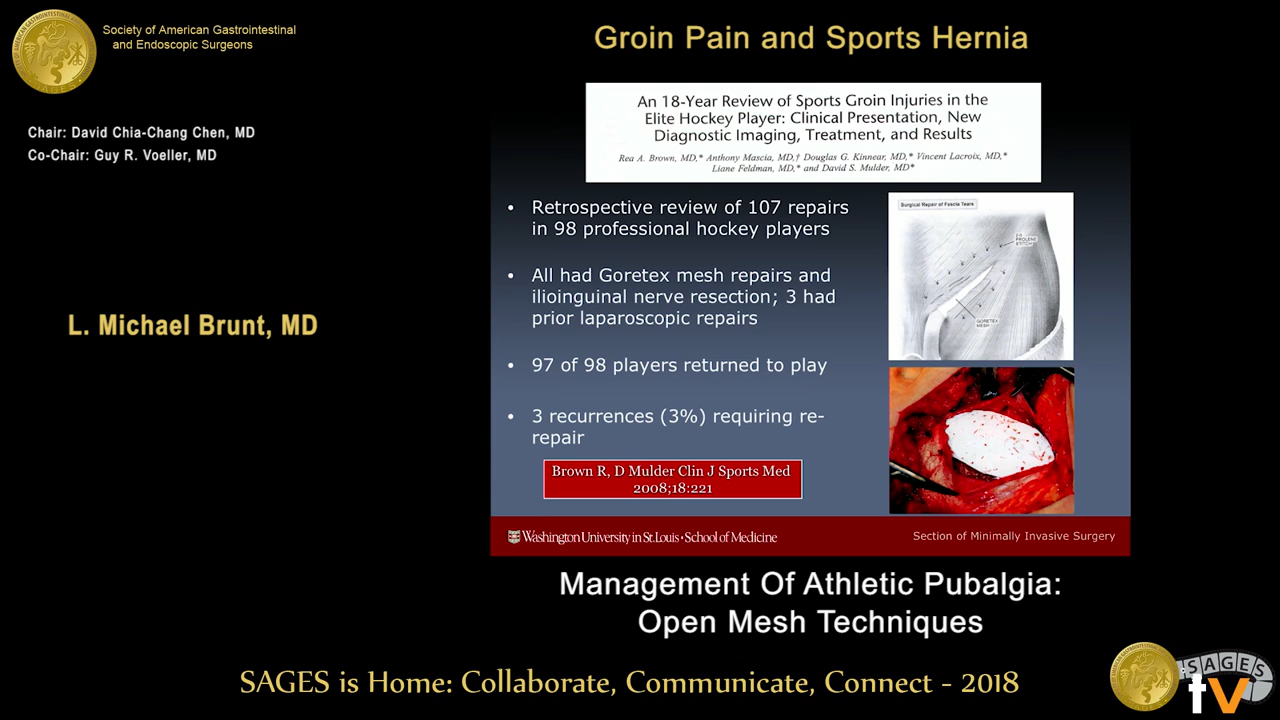 Society of American Gastrointestinal
and Endoscopic Surgeons
Chair: David Chia-Chang Chen, MD
Co-Chair: Guy R. Voeller, MD
L. Michael Brunt, MD
Groin Pain and Sports Hernia
An 18-Year Review of Sports Groin Injuries in the
Elite Hockey Player: Clinical Presentation, New
Diagnostic Imaging, Treatment, and Results
Rea A. Brown, MD,* Anthony Mascia, MD,† Douglas G. Kinnear, MD,* Vincent Lacroix, MD,*
Liane Feldman, MD,* and David S. Mulder, MD*
• Retrospective review of 107 repairs
in 98 professional hockey players
• All had Goretex mesh repairs and
ilioinguinal nerve resection; 3 had
prior laparoscopic repairs
• 97 of 98 players returned to play
• 3 recurrences (3%) requiring re-
repair
Brown R, D Mulder Clin J Sports Med
2008;18:221
Surgical Repair of Fascia Tears
PROLENE
STITCH
GORETEX
MESH
Washington University in St. Louis • School of Medicine
Section of Minimally Invasive Surgery
Management Of Athletic Pubalgia:
Open Mesh Techniques
SAGES is Home: Collaborate, Communicate, Connect - 2018
SAGES
tv